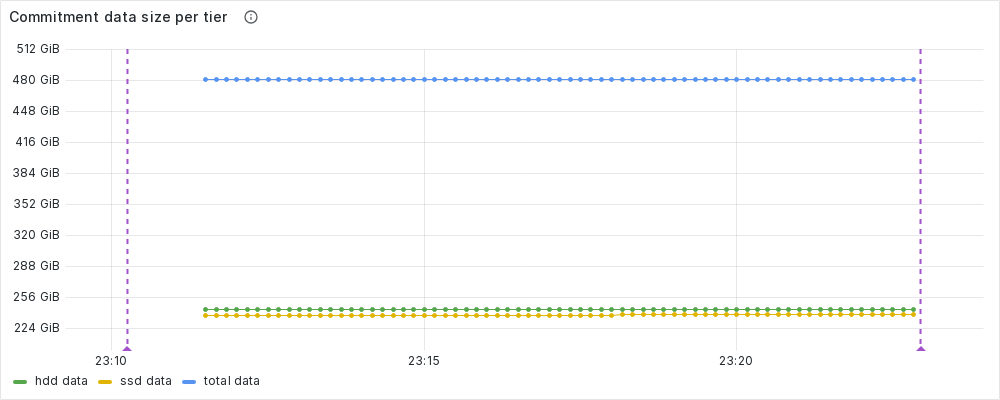 Commitment data size per tier
512 GiB
480 GiB
448 GiB
416 GiB
384 GiB
352 GiB
320 GiB
288 GiB
256 GiB
224 GiB
23:10 23:15 23:20
hdd data ssd data total data